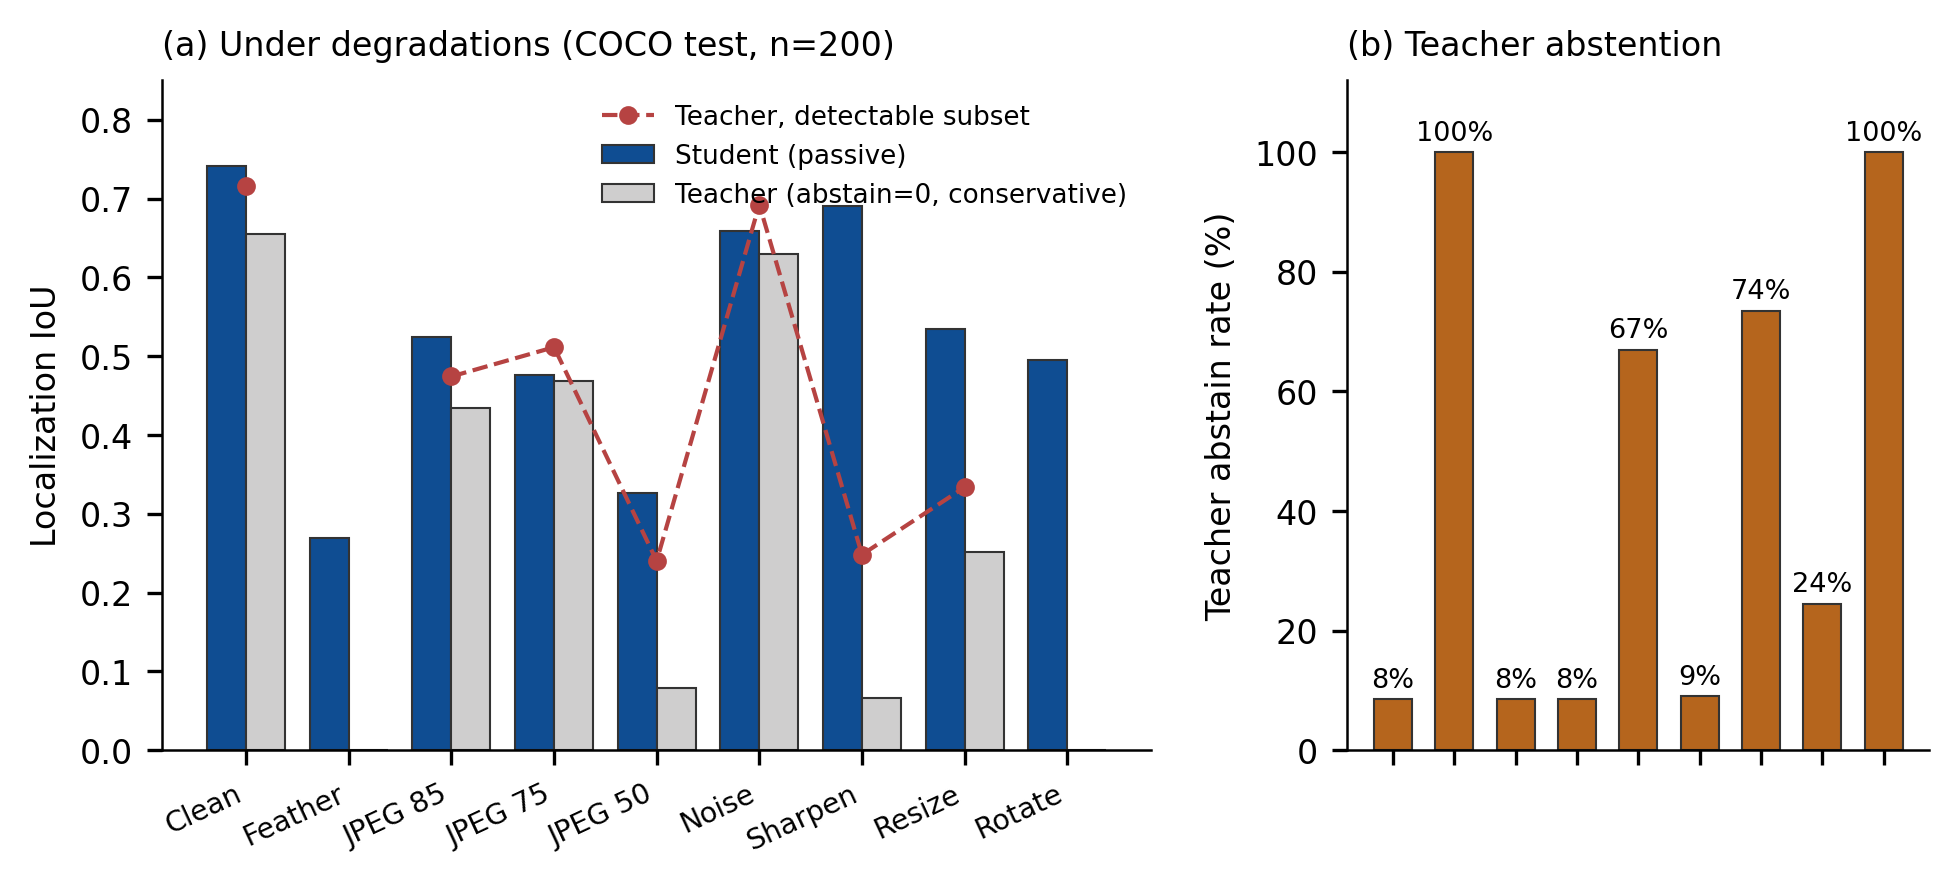 (a) Under degradations (COCO test, n=200)
Localization IoU
0.8
0.7
0.6
0.5
0.4
0.3
0.2
0.1
0.0
Teacher, detectable subset
Student (passive)
Teacher (abstain=0, conservative)
Clean
Feather
JPEG 85
JPEG 75
JPEG 50
Noise
Sharpen
Resize
Rotate
(b) Teacher abstention
Teacher abstain rate (%)
100
80
60
40
20
0
8%
100%
8%
8%
67%
9%
74%
24%
100%